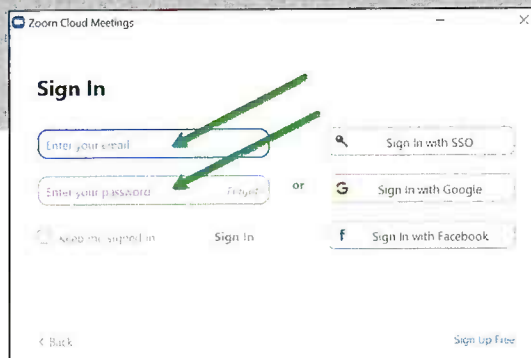 Zoom Cloud Meetings
Sign In
Enter your email
Enter your password Forgot?
or
Keep me signed in Sign In
Sign In with SSO
G Sign In with Google
f Sign In with Facebook
< Back
Sign Up Free